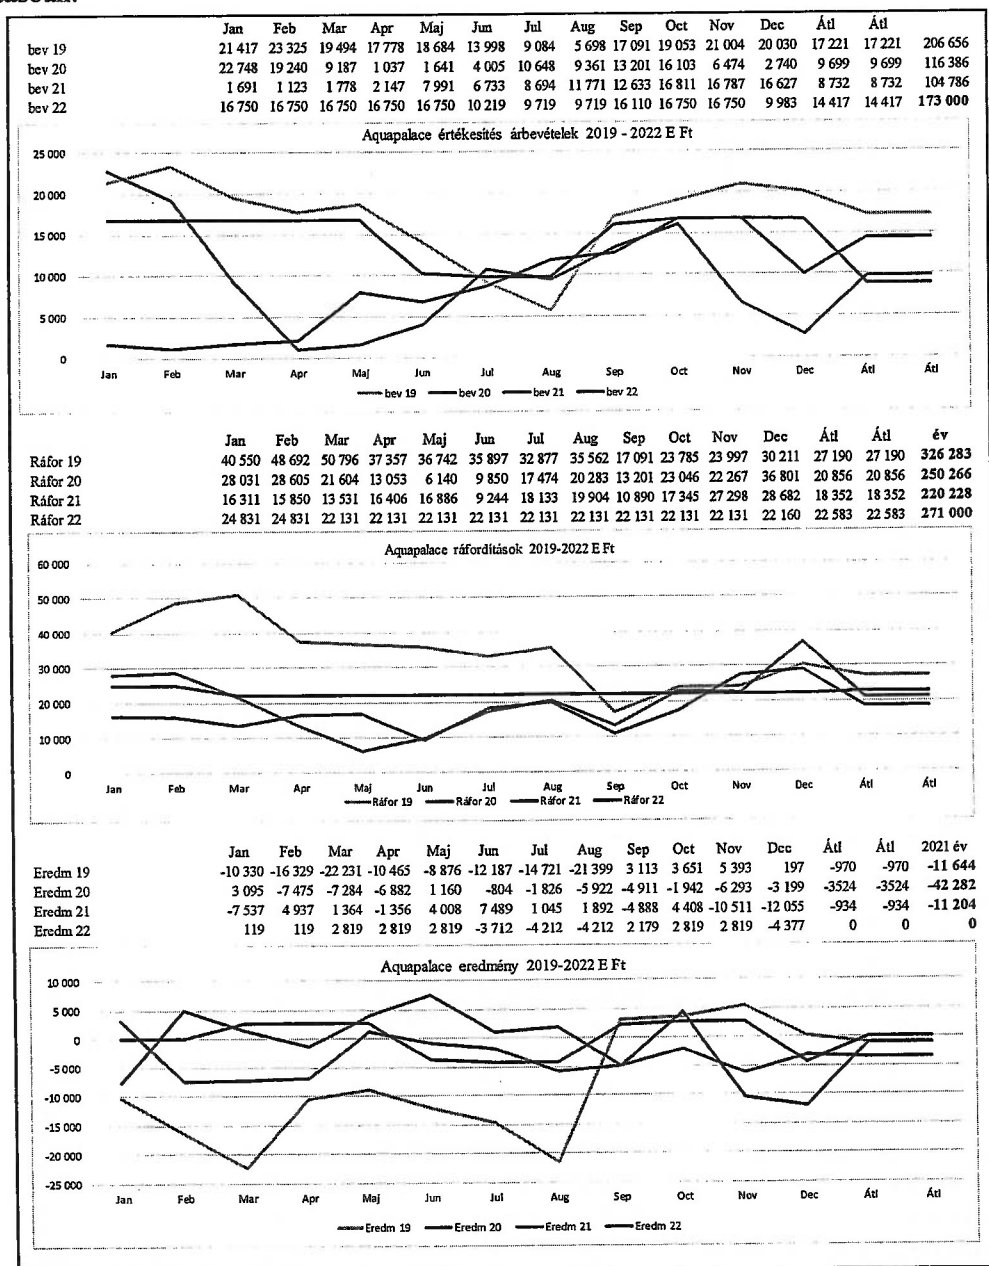 Jan Feb Mar Apr Maj Jun Jul Aug Sep Oct Nov Dec Átl Átl
bev 19 21 417 23 325 19 494 17 778 18 684 13 998 9 084 5 698 17 091 19 053 21 004 20 030 17 221 17 221 206 656
bev 20 22 748 19 240 9 187 1 037 1 641 4 005 10 648 9 361 13 201 16 103 6 474 2 740 9 699 9 699 116 386
bev 21 1 691 1 123 1 778 2 147 7 991 6 733 8 694 11 771 12 633 16 811 16 787 16 627 8 732 8 732 104 786
bev 22 16 750 16 750 16 750 16 750 16 750 10 219 9 719 9 719 16 110 16 750 16 750 9 983 14 417 14 417 173 000
Aquapalace értékesítés árbevételek 2019 - 2022 E Ft
25 000
20 000
15 000
10 000
5 000
0
Jan Feb Mar Apr Maj Jun Jul Aug Sep Oct Nov Dec Átl Átl
bev 19 bev 20 bev 21 bev 22
Jan Feb Mar Apr Maj Jun Jul Aug Sep Oct Nov Dec Átl Átl év
Ráfor 19 40 550 48 692 50 796 37 357 36 742 35 897 32 877 35 562 17 091 23 785 23 997 30 211 27 190 27 190 326 283
Ráfor 20 28 031 28 605 21 604 13 053 6 140 9 850 17 474 20 283 13 201 23 046 22 267 36 801 20 856 20 856 250 266
Ráfor 21 16 311 15 850 13 531 16 406 16 886 9 244 18 133 19 904 10 890 17 345 27 298 28 682 18 352 18 352 220 228
Ráfor 22 24 831 24 831 22 131 22 131 22 131 22 131 22 131 22 131 22 131 22 131 22 131 22 160 22 583 22 583 271 000
Aquapalace ráfordítások 2019-2022 E Ft
60 000
50 000
40 000
30 000
20 000
10 000
0
Jan Feb Mar Apr Maj Jun Jul Aug Sep Oct Nov Dec Átl Átl
Ráfor 19 Ráfor 20 Ráfor 21 Ráfor 22
Jan Feb Mar Apr Maj Jun Jul Aug Sep Oct Nov Dec Átl Átl 2021 év
Eredm 19 -10 330 -16 329 -22 231 -10 465 -8 876 -12 187 -14 721 -21 399 3 113 3 651 5 393 197 -970 -970 -11 644
Eredm 20 3 095 -7 475 -7 284 -6 882 1 160 -804 -1 826 -5 922 -4 911 -1 942 -6 293 -3 199 -3524 -3524 -42 282
Eredm 21 -7 537 4 937 1 364 -1 356 4 008 7 489 1 045 1 892 -4 888 4 408 -10 511 -12 055 -934 -934 -11 204
Eredm 22 119 119 2 819 2 819 2 819 -3 712 -4 212 -4 212 2 179 2 819 2 819 -4 377 0 0 0
Aquapalace eredmény 2019-2022 E Ft
10 000
5 000
0
-5 000
-10 000
-15 000
-20 000
-25 000
Jan Feb Mar Apr Maj Jun Jul Aug Sep Oct Nov Dec Átl Átl
Eredm 19 Eredm 20 Eredm 21 Eredm 22